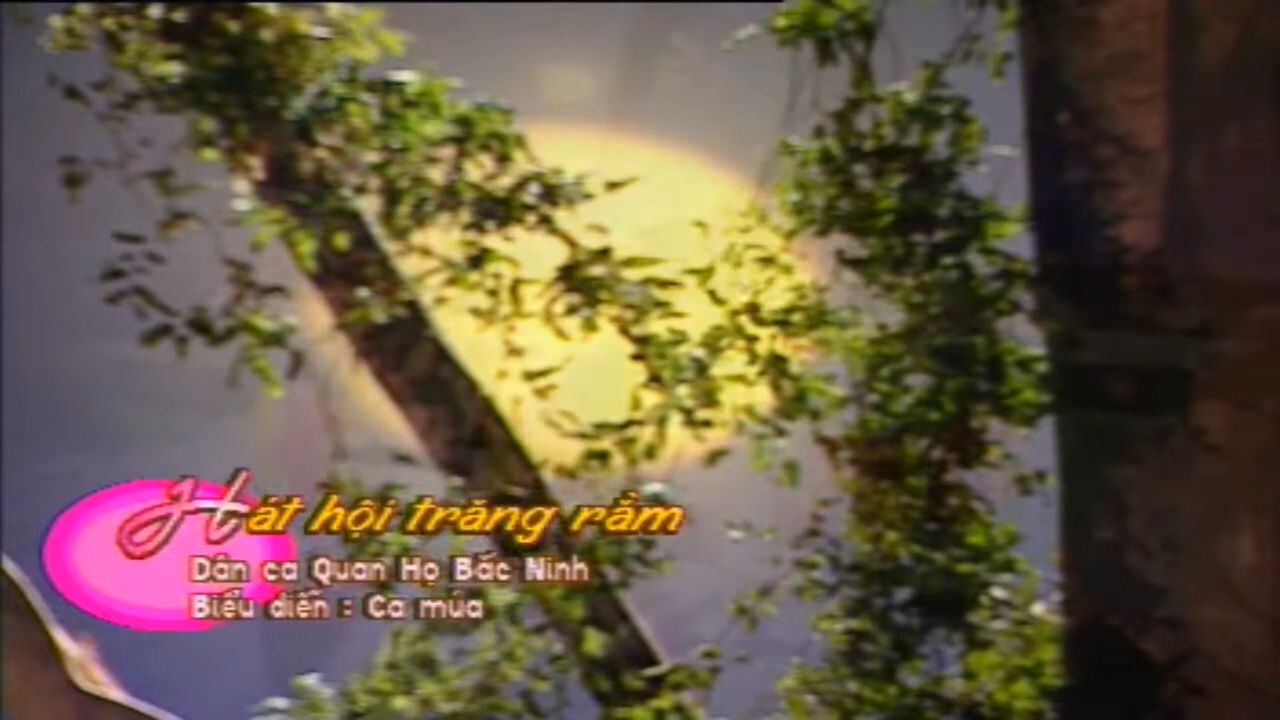 Hát hội trăng rằm
Dân ca Quan Họ Bắc Ninh
Biểu diễn : Ca múa